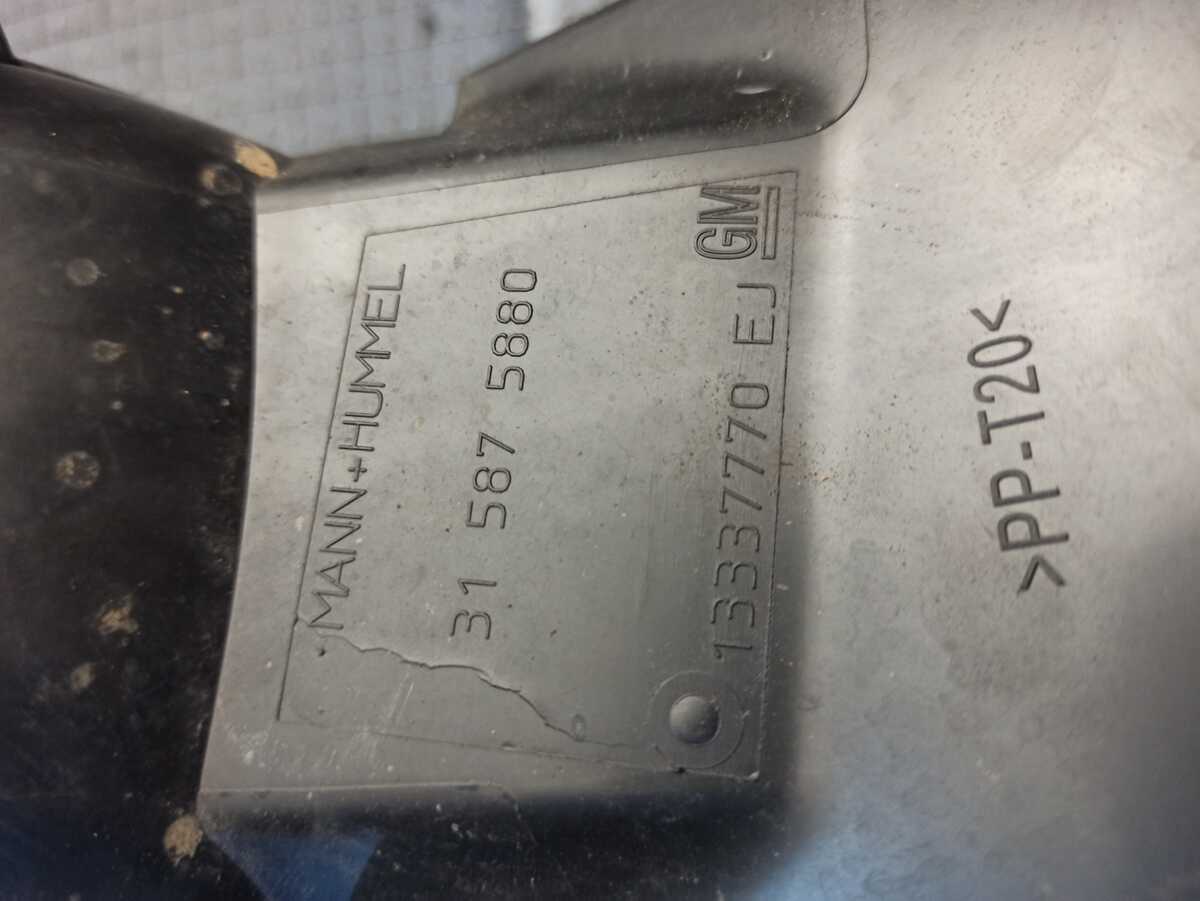 MANN+HUMMEL
31 587 5880
13337770 EJ GM
>PP-T20<